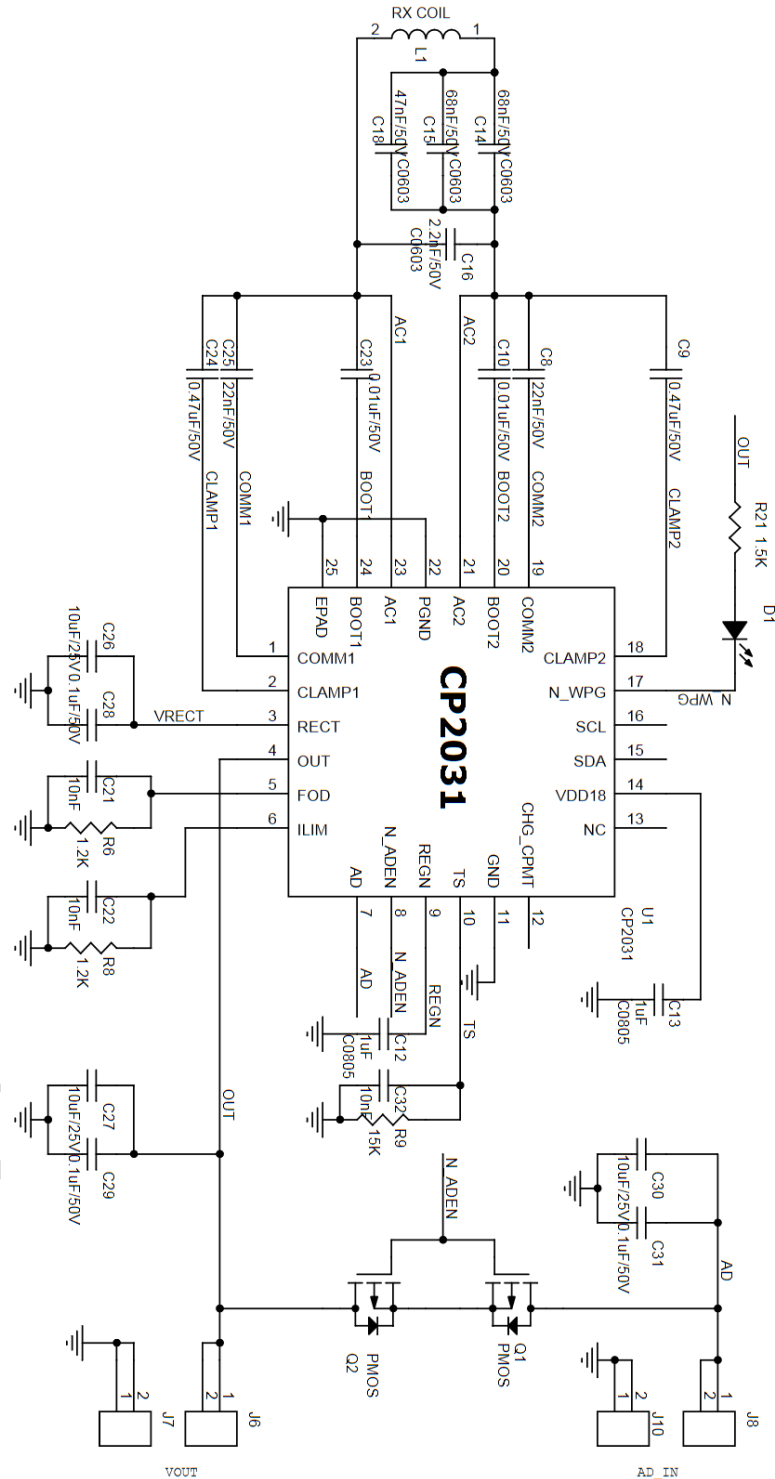 RX COIL
2
1
L1
47nF/50V
C18
C0603
68nF/50V
C15
C0603
68nF/50V
C14
C0603
2.2nF/50V
C0603
C16
AC1
AC2
C24
0.47uF/50V
C25
22nF/50V
C23
0.01uF/50V
C10
0.01uF/50V
C8
22nF/50V
C9
0.47uF/50V
OUT
R21 1.5K
D1
CLAMP1
COMM1
BOOT1
BOOT2
COMM2
CLAMP2
N_WPG
25
24
23
22
21
20
19
EPAD
BOOT1
AC1
PGND
AC2
BOOT2
COMM2
1
COMM1
2
CLAMP1
3
RECT
4
OUT
5
FOD
6
ILIM
CLAMP2
18
N_WPG
17
SCL
16
SDA
15
VDD18
14
NC
13
CP2031
AD
N_ADEN
REGN
TS
GND
CHG_CPMT
7
8
9
10
11
12
U1
CP2031
VRECT
C26
10uF/25V
C28
0.1uF/50V
C21
10nF
R6
1.2K
C22
10nF
R8
1.2K
AD
N_ADEN
REGN
TS
C12
1uF
C0805
C13
1uF
C0805
C32
10nF
R9
15K
OUT
C27
10uF/25V
C29
0.1uF/50V
N_ADEN
C30
10uF/25V
C31
0.1uF/50V
AD
Q2
PMOS
Q1
PMOS
1
2
J7
2
1
J6
1
2
J10
2
1
J8
VOUT
AD_IN